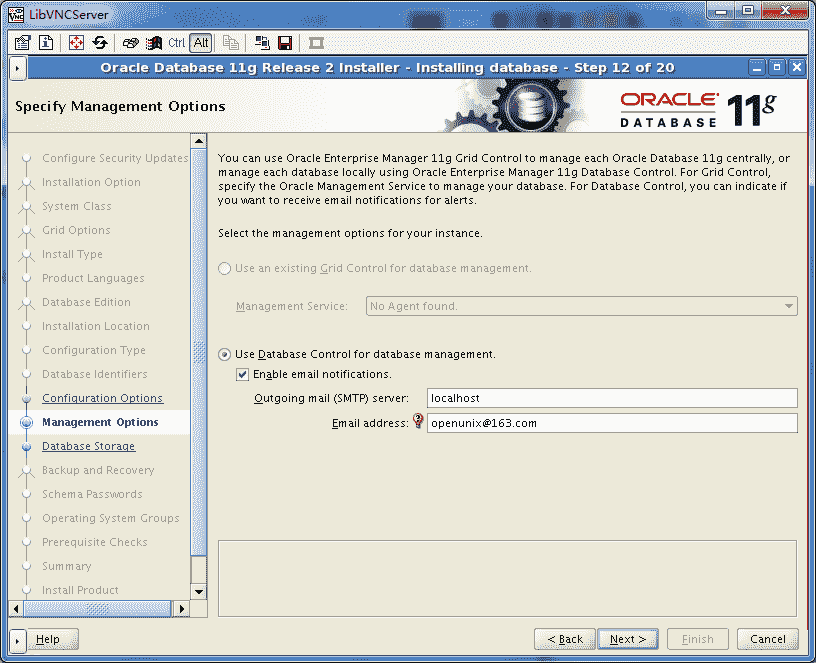 LibVNCServer
Ctrl Alt
Oracle Database 11g Release 2 Installer - Installing database - Step 12 of 20
Specify Management Options
ORACLE
DATABASE 11g
Configure Security Updates
Installation Option
System Class
Grid Options
Install Type
Product Languages
Database Edition
Installation Location
Configuration Type
Database Identifiers
Configuration Options
Management Options
Database Storage
Backup and Recovery
Schema Passwords
Operating System Groups
Prerequisite Checks
Summary
Install Product
You can use Oracle Enterprise Manager 11g Grid Control to manage each Oracle Database 11g centrally, or
manage each database locally using Oracle Enterprise Manager 11g Database Control. For Grid Control,
specify the Oracle Management Service to manage your database. For Database Control, you can indicate if
you want to receive email notifications for alerts.
Select the management options for your instance.
Use an existing Grid Control for database management.
Management Service: No Agent found.
Use Database Control for database management.
Enable email notifications.
Outgoing mail (SMTP) server: localhost
Email address: openunix@163.com
Help
< Back
Next >
Finish
Cancel